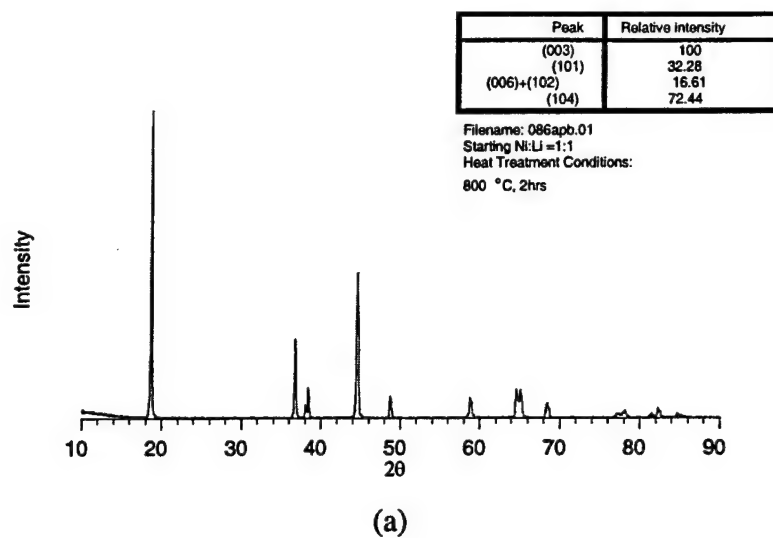 Peak Relative intensity
(003) 100
(101) 32.28
(006)+(102) 16.61
(104) 72.44
Filename: 086apb.01
Starting Ni:Li =1:1
Heat Treatment Conditions:
800 °C, 2hrs
Intensity
10 20 30 40 50 60 70 80 90
2θ
(a)